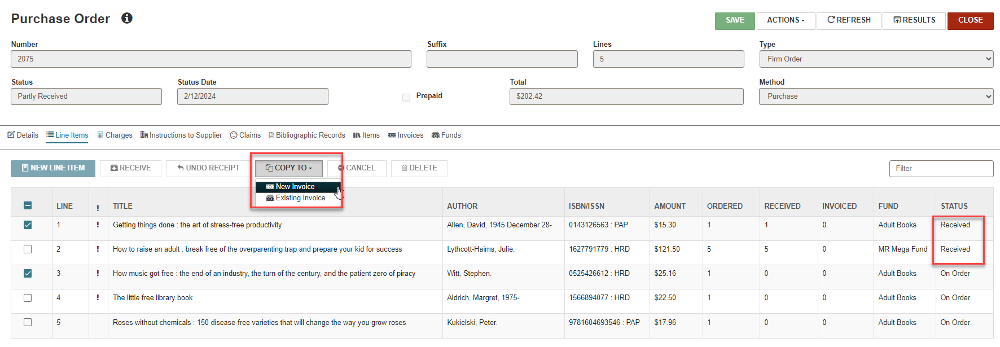 Purchase Order
SAVE ACTIONS REFRESH RESULTS CLOSE
Number Suffix Lines Type
2075 5 Firm Order
Status Status Date Prepaid Total Method
Partly Received 2/12/2024 $202.42 Purchase
Details Line Items Charges Instructions to Supplier Claims Bibliographic Records Items Invoices Funds
NEW LINE ITEM RECEIVE UNDO RECEIPT COPY TO CANCEL DELETE Filter
New Invoice
Existing Invoice
LINE ! TITLE AUTHOR ISBN/ISSN AMOUNT ORDERED RECEIVED INVOICED FUND STATUS
1 ! Getting things done : the art of stress-free productivity Allen, David, 1945 December 28- 0143126563 : PAP $15.30 1 1 0 Adult Books Received
2 ! How to raise an adult : break free of the overparenting trap and prepare your kid for success Lythcott-Haims, Julie. 1627791779 : HRD $121.50 5 5 0 MR Mega Fund Received
3 ! How music got free : the end of an industry, the turn of the century, and the patient zero of piracy Witt, Stephen. 0525426612 : HRD $25.16 1 0 0 Adult Books On Order
4 ! The little free library book Aldrich, Margret, 1975- 1566894077 : HRD $22.50 1 0 0 Adult Books On Order
5 Roses without chemicals : 150 disease-free varieties that will change the way you grow roses Kukielski, Peter. 9781604693546 : PAP $17.96 1 0 0 Adult Books On Order